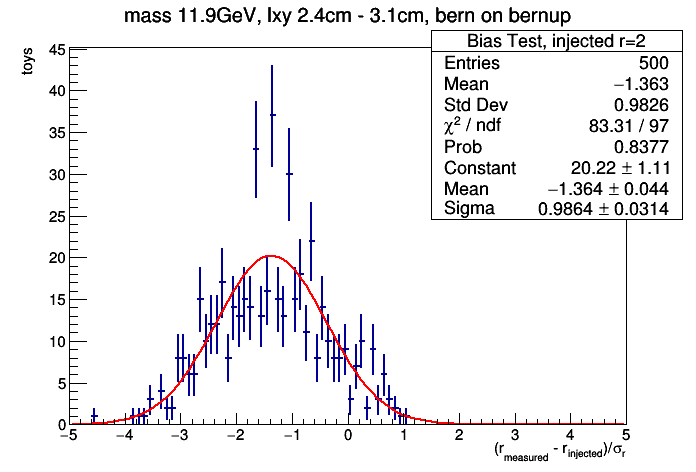 mass 11.9GeV, lxy 2.4cm - 3.1cm, bern on bernup
toys
Bias Test, injected r=2
Entries 500
Mean −1.363
Std Dev 0.9826
χ² / ndf 83.31 / 97
Prob 0.8377
Constant 20.22 ± 1.11
Mean −1.364 ± 0.044
Sigma 0.9864 ± 0.0314
45
40
35
30
25
20
15
10
5
0
−5 −4 −3 −2 −1 0 1 2 3 4 5
(r_measured - r_injected)/σ_r